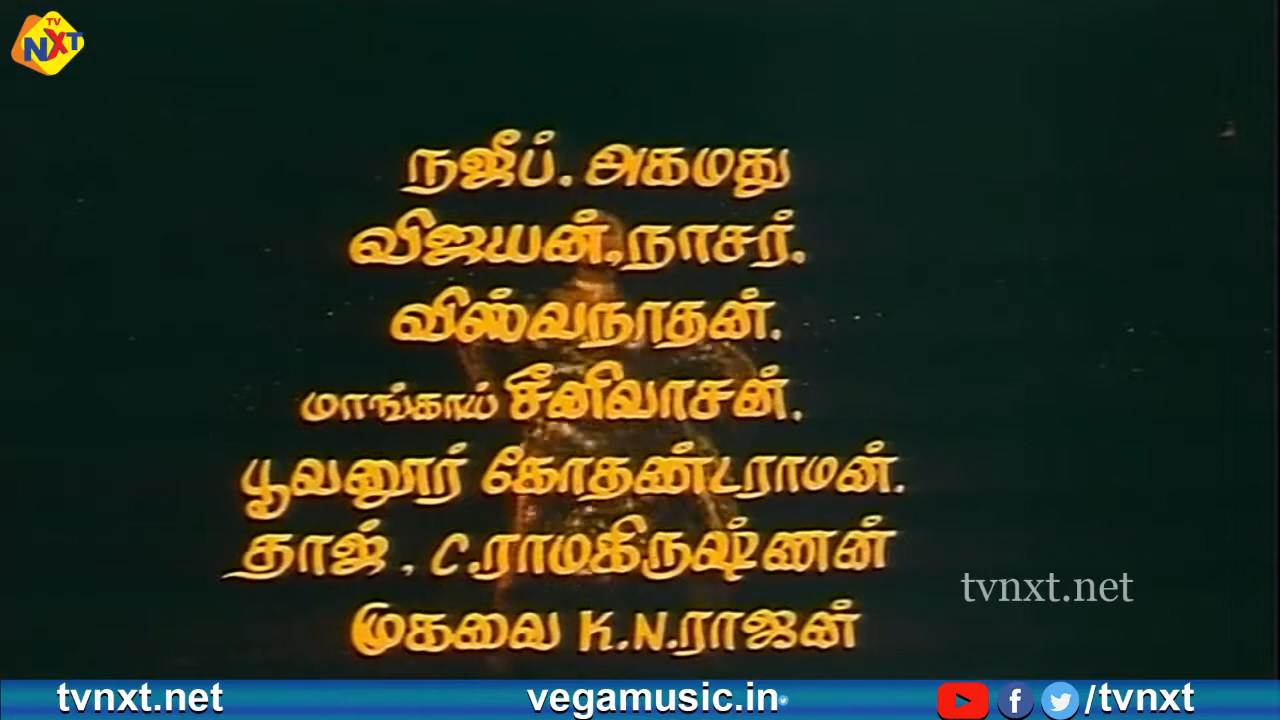 TV
NXT
நஜீப். அகமது
விஜயன், நாசர்.
விஸ்வநாதன்.
மாங்காய் சீனிவாசன்.
பூவனூர் கோதண்டராமன்.
தாஜ். C.ராமகிருஷ்ணன்
முகவை K.N.ராஜன்
tvnxt.net
tvnxt.net vegamusic.in /tvnxt